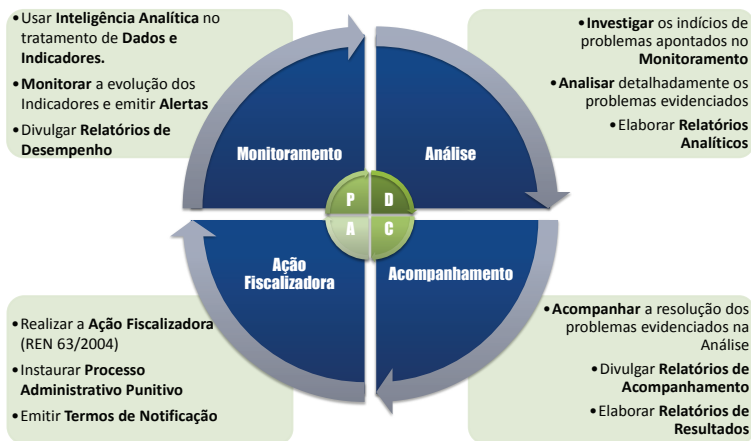 •Usar Inteligência Analítica no
tratamento de Dados e
Indicadores.
•Monitorar a evolução dos
Indicadores e emitir Alertas
•Divulgar Relatórios de
Desempenho
•Investigar os indícios de
problemas apontados no
Monitoramento
•Analisar detalhadamente os
problemas evidenciados
•Elaborar Relatórios
Analíticos
Monitoramento
Análise
P
D
A
C
Ação
Fiscalizadora
Acompanhamento
•Realizar a Ação Fiscalizadora
(REN 63/2004)
•Instaurar Processo
Administrativo Punitivo
•Emitir Termos de Notificação
•Acompanhar a resolução dos
problemas evidenciados na
Análise
•Divulgar Relatórios de
Acompanhamento
•Elaborar Relatórios de
Resultados